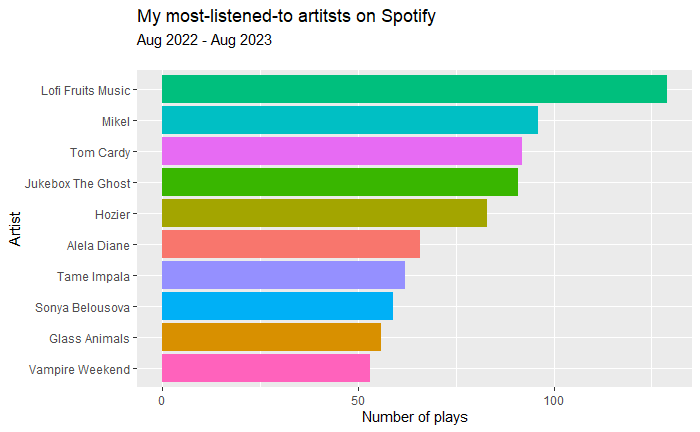 My most-listened-to artitsts on Spotify
Aug 2022 - Aug 2023
Artist
Lofi Fruits Music
Mikel
Tom Cardy
Jukebox The Ghost
Hozier
Alela Diane
Tame Impala
Sonya Belousova
Glass Animals
Vampire Weekend
0 50 100
Number of plays